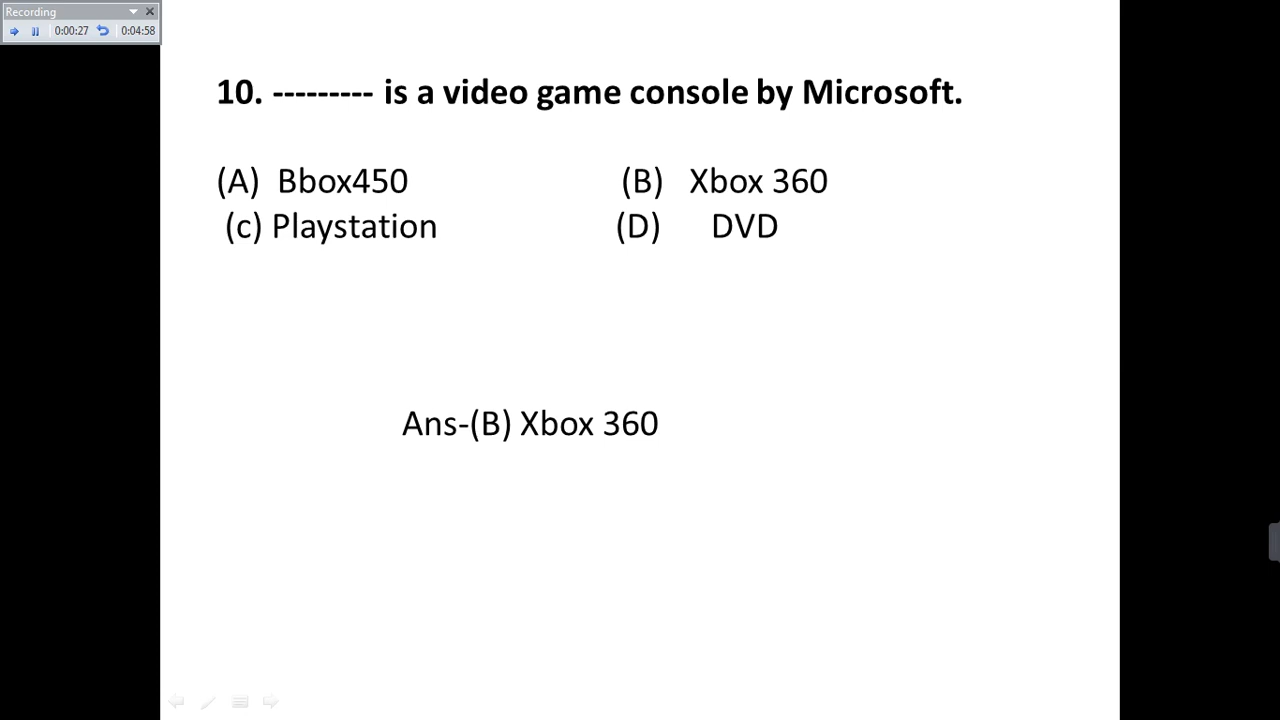 Recording
0:00:27 0:04:58
10. --------- is a video game console by Microsoft.
(A) Bbox450 (B) Xbox 360
(c) Playstation (D) DVD
Ans-(B) Xbox 360